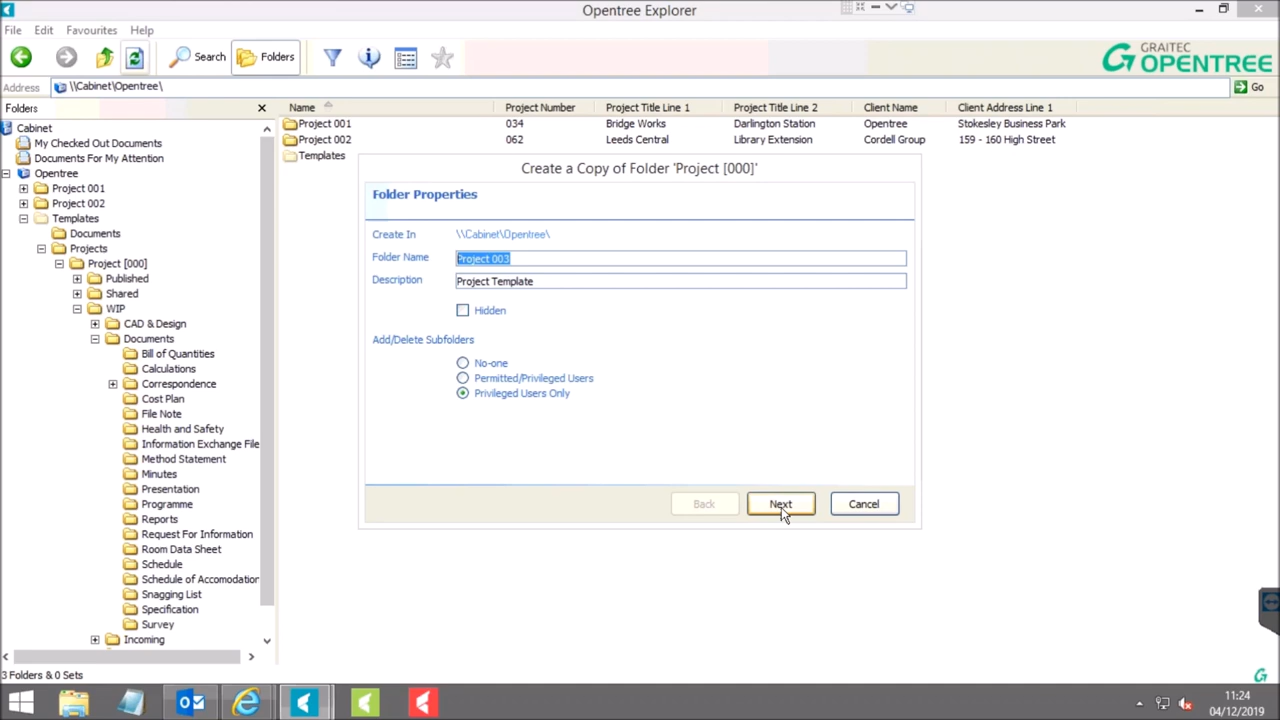 Opentree Explorer
File Edit Favourites Help
Search Folders
GRAITEC
OPENTREE
Address \\Cabinet\Opentree\ Go
Folders
Name Project Number Project Title Line 1 Project Title Line 2 Client Name Client Address Line 1
Project 001 034 Bridge Works Darlington Station Opentree Stokesley Business Park
Project 002 062 Leeds Central Library Extension Cordell Group 159 - 160 High Street
Templates
Cabinet
My Checked Out Documents
Documents For My Attention
Opentree
Project 001
Project 002
Templates
Documents
Projects
Project [000]
Published
Shared
WIP
CAD & Design
Documents
Bill of Quantities
Calculations
Correspondence
Cost Plan
File Note
Health and Safety
Information Exchange File
Method Statement
Minutes
Presentation
Programme
Reports
Request For Information
Room Data Sheet
Schedule
Schedule of Accomodation
Snagging List
Specification
Survey
Incoming
Create a Copy of Folder 'Project [000]'
Folder Properties
Create In \\Cabinet\Opentree\
Folder Name Project 003
Description Project Template
Hidden
Add/Delete Subfolders
No-one
Permitted/Privileged Users
Privileged Users Only
Back Next Cancel
3 Folders & 0 Sets
11:24
04/12/2019